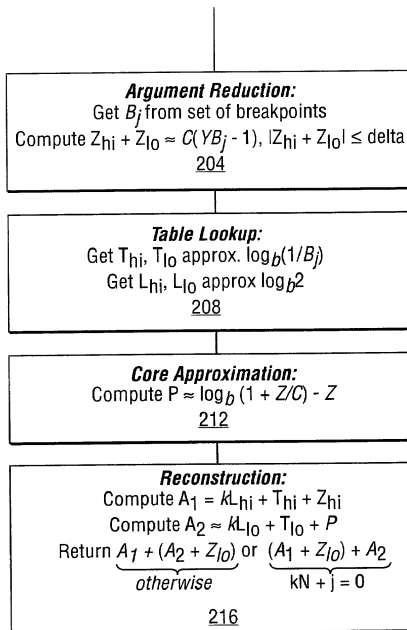 Argument Reduction:
Get Bj from set of breakpoints
Compute Zhi + Zlo ≈ C(YBj - 1), |Zhi + Zlo| ≤ delta
204
Table Lookup:
Get Thi, Tlo approx. logb(1/Bj)
Get Lhi, Llo approx logb2
208
Core Approximation:
Compute P ≈ logb (1 + Z/C) - Z
212
Reconstruction:
Compute A1 = kLhi + Thi + Zhi
Compute A2 ≈ kLlo + Tlo + P
Return A1 + (A2 + Zlo) or (A1 + Zlo) + A2
otherwise kN + j = 0
216